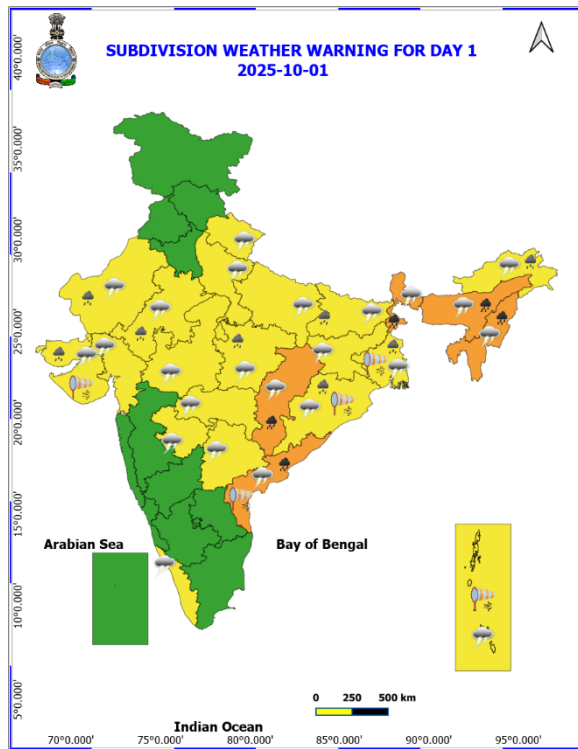 SUBDIVISION WEATHER WARNING FOR DAY 1
2025-10-01
40°0.000'
35°0.000'
30°0.000'
25°0.000'
20°0.000'
15°0.000'
10°0.000'
5°0.000'
Arabian Sea
Bay of Bengal
0 250 500 km
Indian Ocean
70°0.000' 75°0.000' 80°0.000' 85°0.000' 90°0.000' 95°0.000'